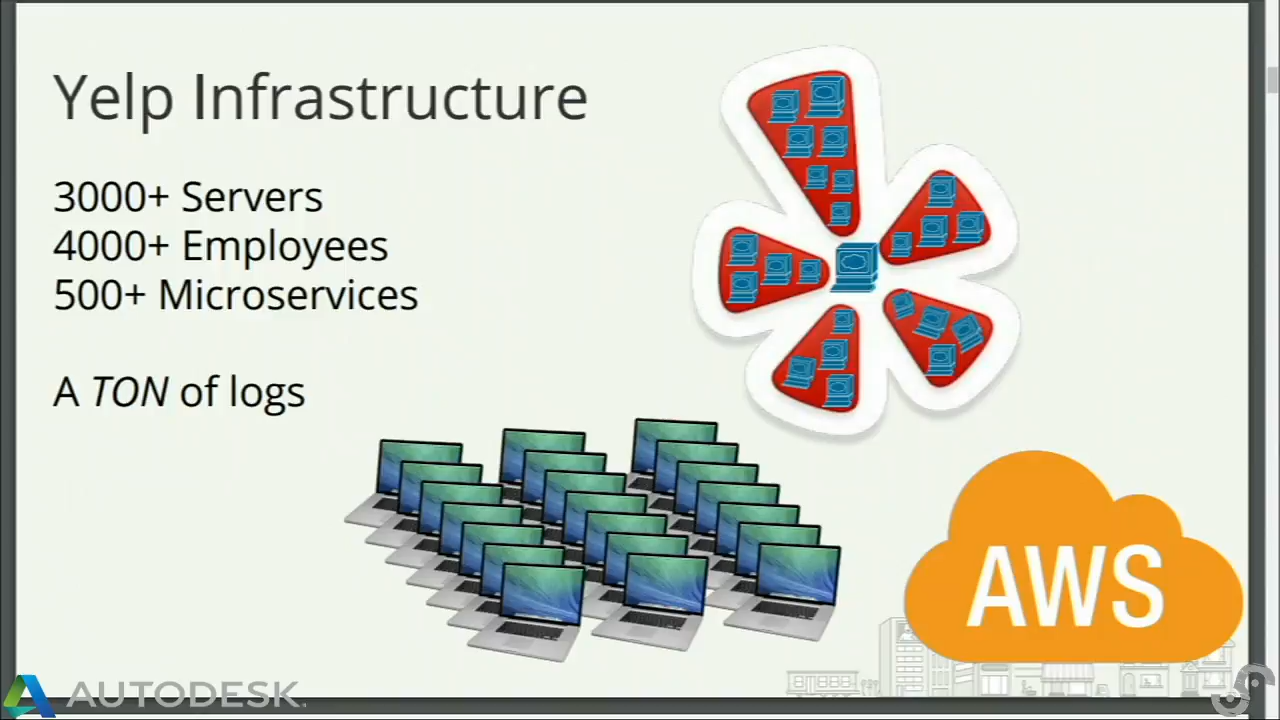 Yelp Infrastructure
3000+ Servers
4000+ Employees
500+ Microservices
A TON of logs
AWS
AUTODESK.